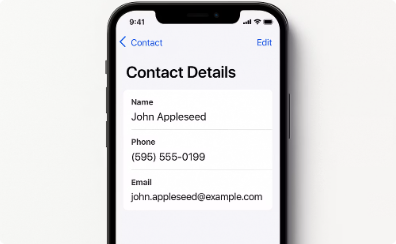 9:41
Contact
Edit
Contact Details
Name
John Appleseed
Phone
(595) 555-0199
Email
john.appleseed@example.com